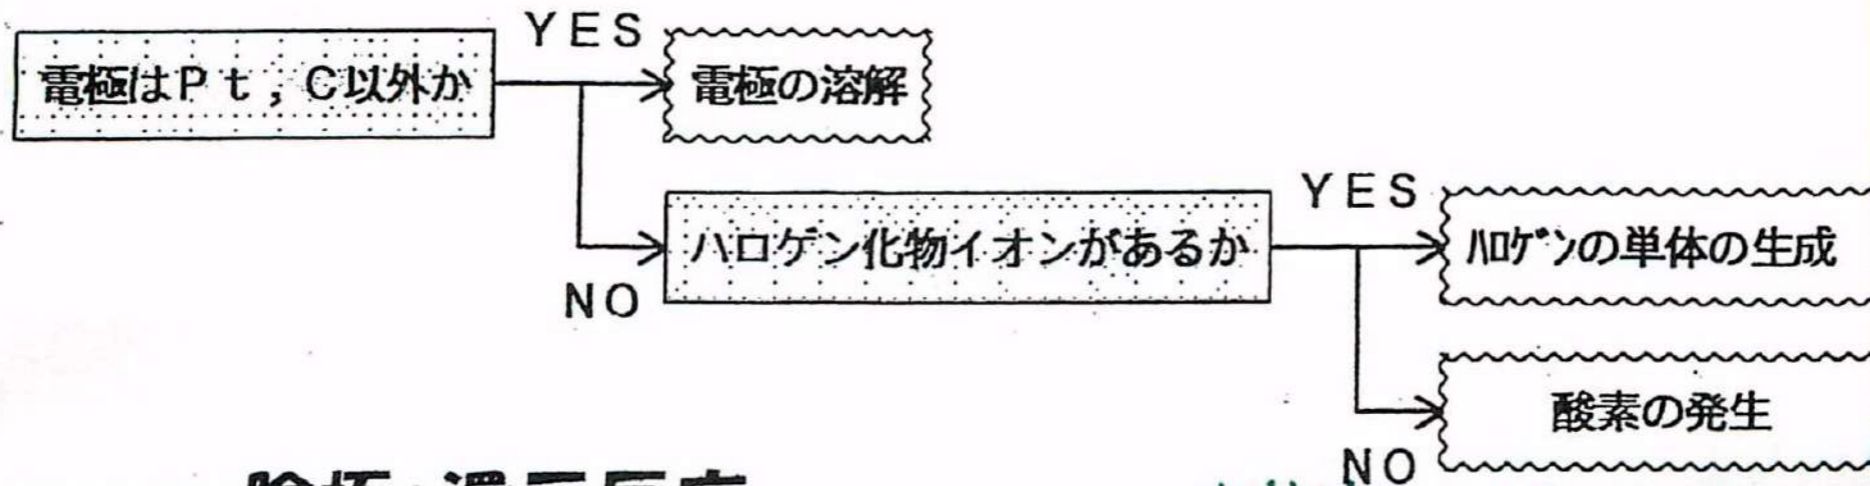 YES
電極はPt，C以外か
電極の溶解
YES
ハロゲン化物イオンがあるか
ﾊﾛｹﾞﾝの単体の生成
NO
酸素の発生
NO